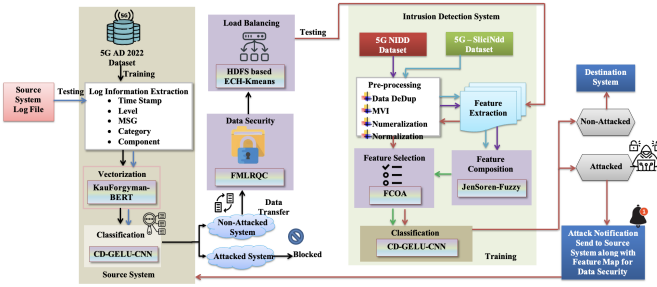 5G
5G AD 2022
Dataset
Training
Source
System
Log File
Testing
Log Information Extraction
Time Stamp
Level
MSG
Category
Component
Vectorization
KauForgyman-
BERT
Classification
CD-GELU-CNN
Source System
Load Balancing
HDFS based
ECH-Kmeans
Data Security
FMLRQC
Data
Transfer
Non-Attacked
System
Attacked System
Blocked
Testing
Intrusion Detection System
5G NIDD
Dataset
5G – SliciNdd
Dataset
Pre-processing
Data DeDup
MVI
Numeralization
Normalization
Feature
Extraction
Feature Selection
FCOA
Feature
Composition
JenSoren-Fuzzy
Classification
CD-GELU-CNN
Training
Destination
System
Non-Attacked
Attacked
Attack Notification
Send to Source
System along with
Feature Map for
Data Security